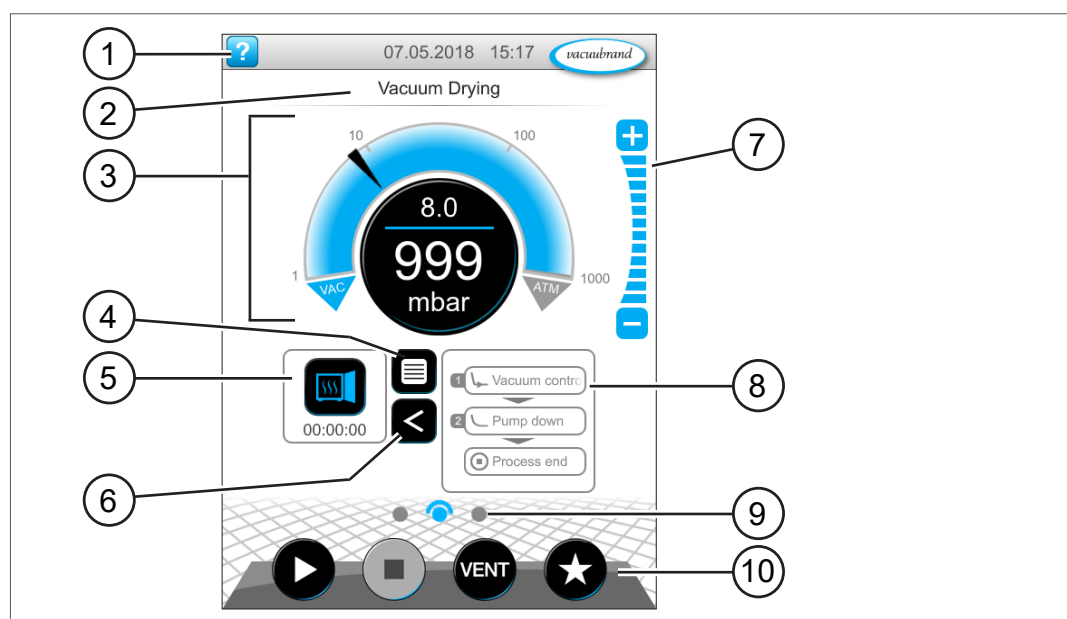 1
?
07.05.2018 15:17
vacuubrand
2
Vacuum Drying
3
10
100
7
8.0
999
mbar
1
1000
VAC
ATM
4
5
1 Vacuum contro
8
2 Pump down
00:00:00
Process end
6
9
VENT
10